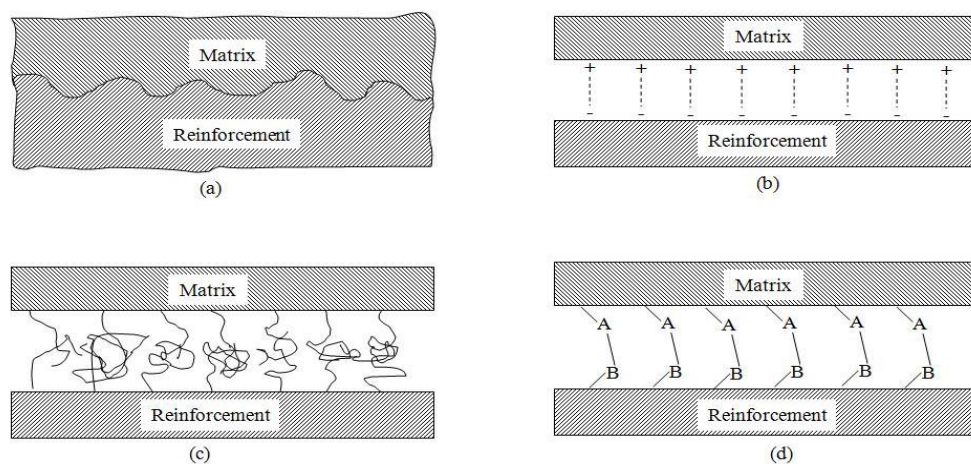 Matrix
Reinforcement
(a)
Matrix
+ + + + + + + +
- - - - - - - -
Reinforcement
(b)
Matrix
Reinforcement
(c)
Matrix
A A A A A A
B B B B B B
Reinforcement
(d)